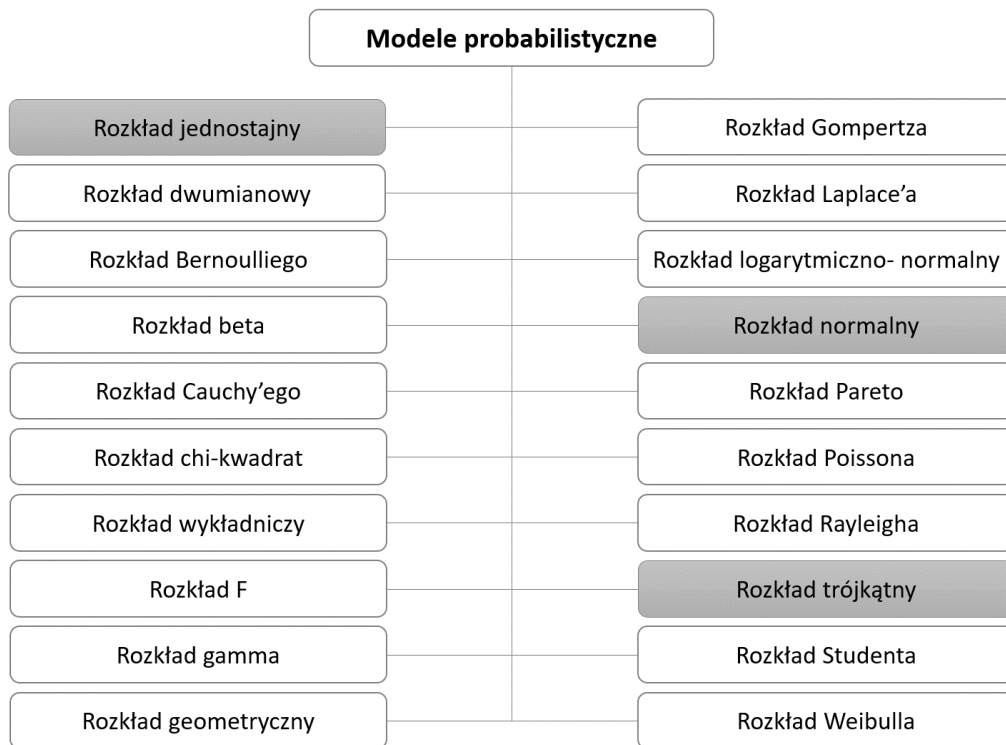 Modele probabilistyczne
Rozkład jednostajny
Rozkład dwumianowy
Rozkład Bernoulliego
Rozkład beta
Rozkład Cauchy’ego
Rozkład chi-kwadrat
Rozkład wykładniczy
Rozkład F
Rozkład gamma
Rozkład geometryczny
Rozkład Gompertza
Rozkład Laplace’a
Rozkład logarytmiczno- normalny
Rozkład normalny
Rozkład Pareto
Rozkład Poissona
Rozkład Rayleigha
Rozkład trójkątny
Rozkład Studenta
Rozkład Weibulla